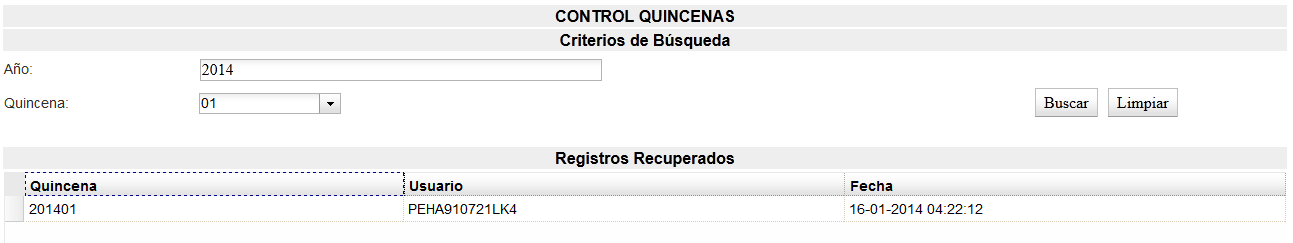 CONTROL QUINCENAS
Criterios de Búsqueda
Año: 2014
Quincena: 01 Buscar Limpiar
Registros Recuperados
Quincena Usuario Fecha
201401 PEHA910721LK4 16-01-2014 04:22:12